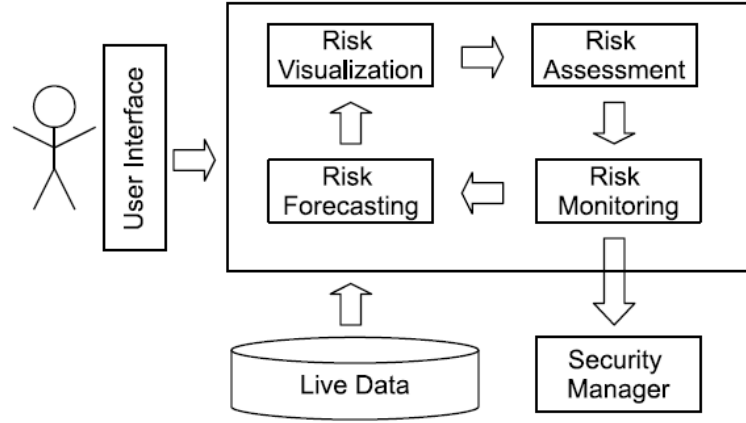 User Interface
Risk
Visualization
Risk
Assessment
Risk
Forecasting
Risk
Monitoring
Live Data
Security
Manager